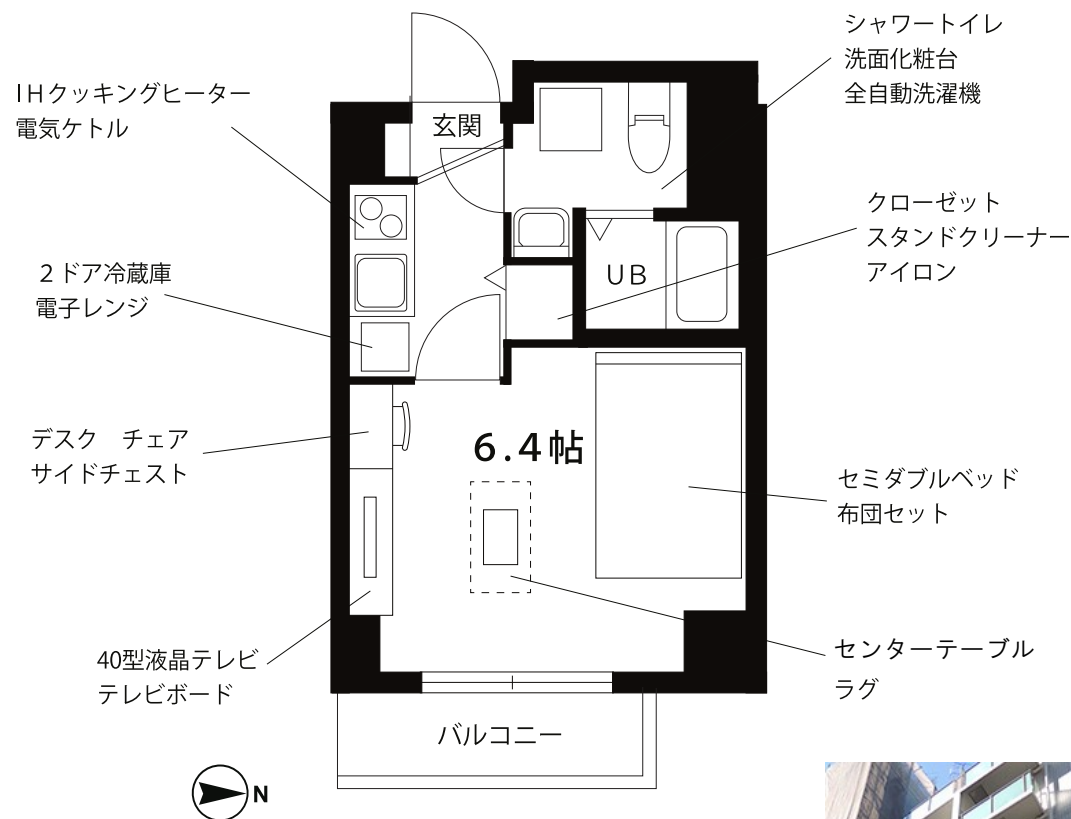 シャワートイレ
洗面化粧台
全自動洗濯機
IHクッキングヒーター
電気ケトル
玄関
クローゼット
スタンドクリーナー
アイロン
UB
2ドア冷蔵庫
電子レンジ
デスク　チェア
サイドチェスト
6.4帖
セミダブルベッド
布団セット
40型液晶テレビ
テレビボード
センターテーブル
ラグ
バルコニー
N